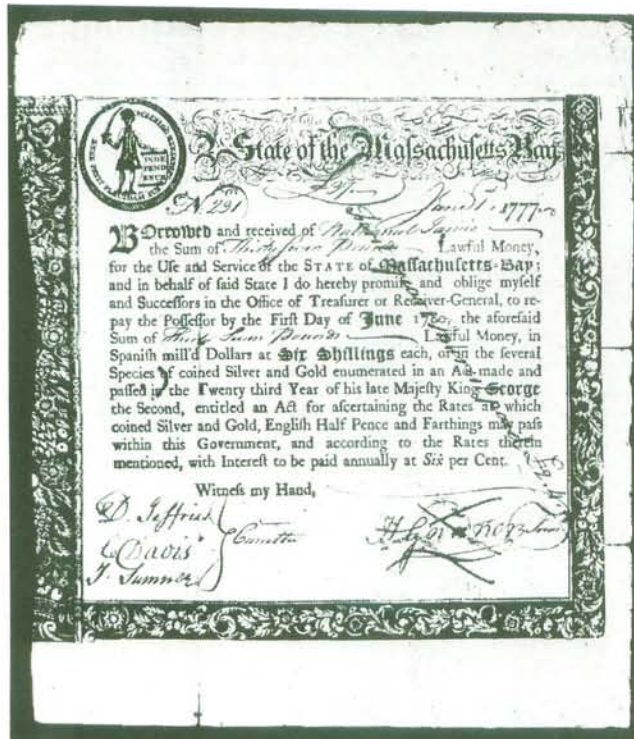 INDE
PEND
ENCE
State of the Massachusetts-Bay
N. 291
June 1. 1777
Borrowed and received of Nathaniel
the Sum of Pounds Lawful Money,
for the Use and Service of the STATE of Massachusetts-Bay;
and in behalf of said State I do hereby promise and oblige myself
and Successors in the Office of Treasurer or Receiver-General, to re-
pay the Possessor by the First Day of June 1780, the aforesaid
Sum of Pounds Lawful Money, in
Spanish mill'd Dollars at Six Shillings each, or in the several
Species of coined Silver and Gold enumerated in an Act made and
passed in the Twenty third Year of his late Majesty King George
the Second, entitled an Act for ascertaining the Rates at which
coined Silver and Gold, English Half Pence and Farthings may pass
within this Government, and according to the Rates therein
mentioned, with Interest to be paid annually at Six per Cent.
Witness my Hand,
D. Jeffries
Davis
Sumner